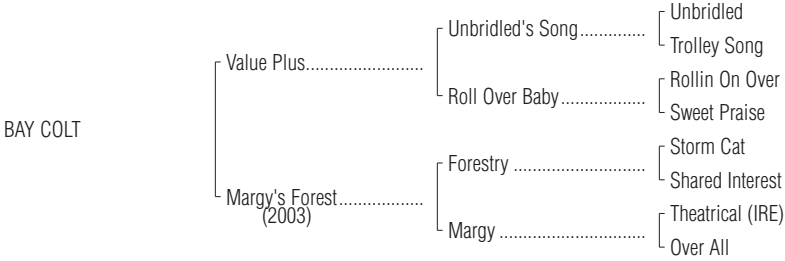 Unbridled
Unbridled's Song..............
Trolley Song
Value Plus.........................
Rollin On Over
Roll Over Baby..................
Sweet Praise
BAY COLT
Storm Cat
Forestry ............................
Shared Interest
Margy's Forest..................
(2003)
Theatrical (IRE)
Margy ...............................
Over All